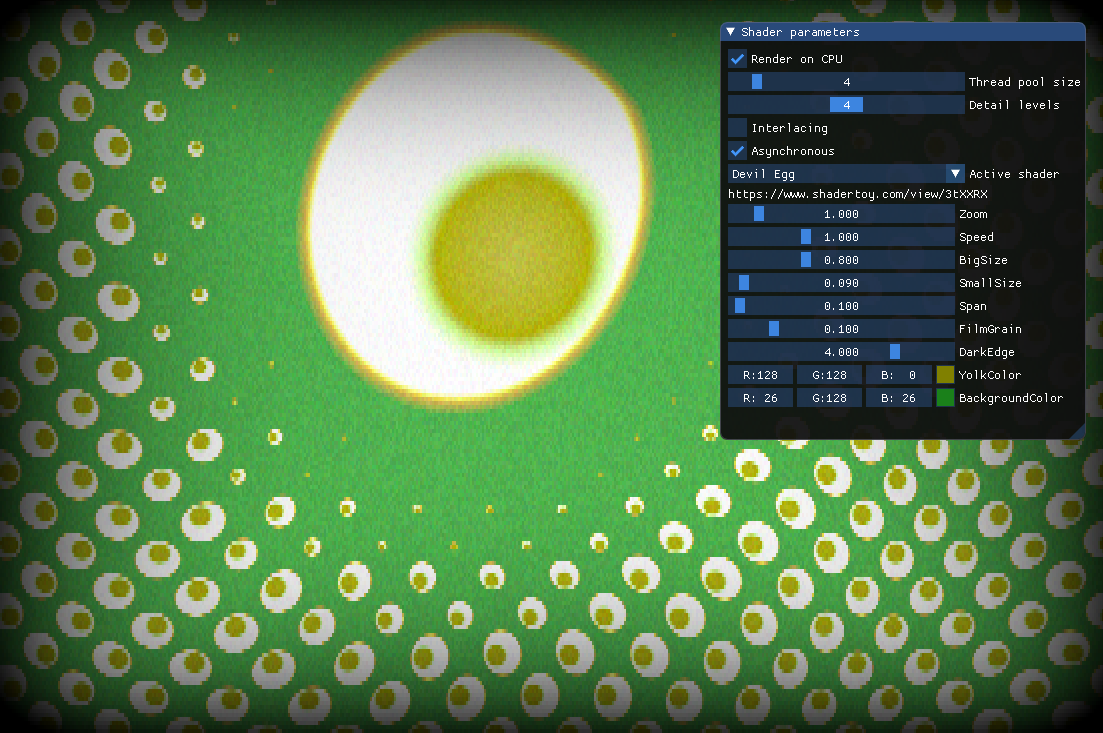 Shader parameters
Render on CPU
4 Thread pool size
4 Detail levels
Interlacing
Asynchronous
Devil Egg Active shader
https://www.shadertoy.com/view/3tXXRX
1.000 Zoom
1.000 Speed
0.800 BigSize
0.090 SmallSize
0.100 Span
0.100 FilmGrain
4.000 DarkEdge
R:128 G:128 B: 0 YolkColor
R: 26 G:128 B: 26 BackgroundColor